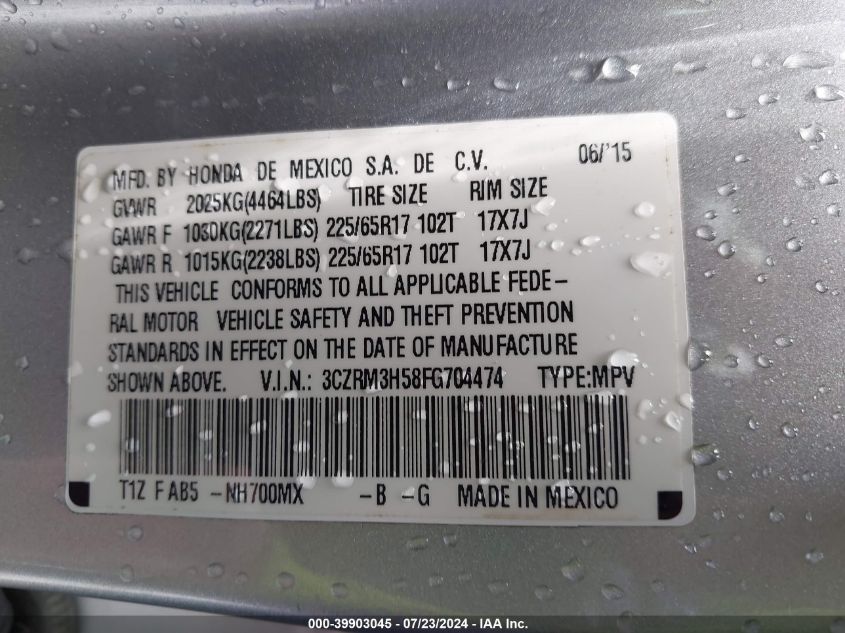 MFD. BY HONDA DE MEXICO S.A. DE C.V. 06/'15
GVWR 2025KG(4464LBS) TIRE SIZE RIM SIZE
GAWR F 1030KG(2271LBS) 225/65R17 102T 17X7J
GAWR R 1015KG(2238LBS) 225/65R17 102T 17X7J
THIS VEHICLE CONFORMS TO ALL APPLICABLE FEDE-
RAL MOTOR VEHICLE SAFETY AND THEFT PREVENTION
STANDARDS IN EFFECT ON THE DATE OF MANUFACTURE
SHOWN ABOVE. V.I.N.: 3CZRM3H58FG704474 TYPE:MPV
T1Z F AB5 -NH700MX -B -G MADE IN MEXICO
000-39903045 / 07/23/2024 - IAA Inc.